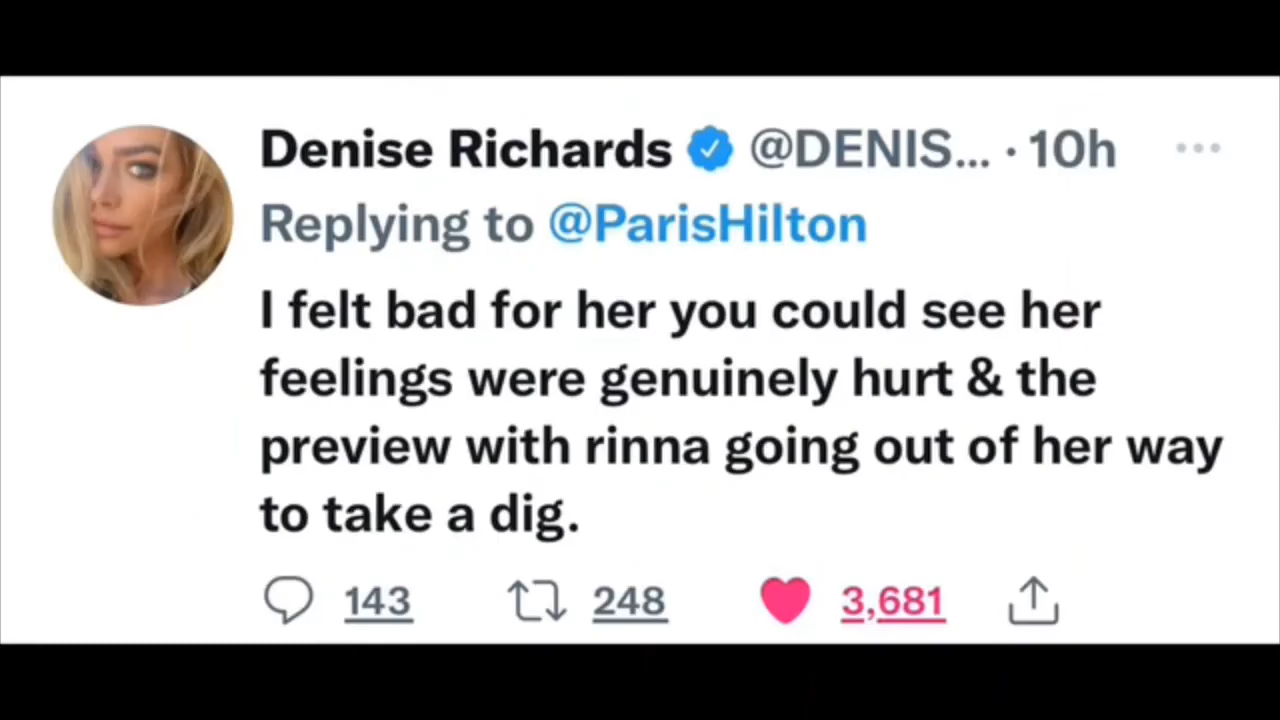 Denise Richards @DENIS... · 10h
Replying to @ParisHilton
I felt bad for her you could see her
feelings were genuinely hurt & the
preview with rinna going out of her way
to take a dig.
143 248 3,681